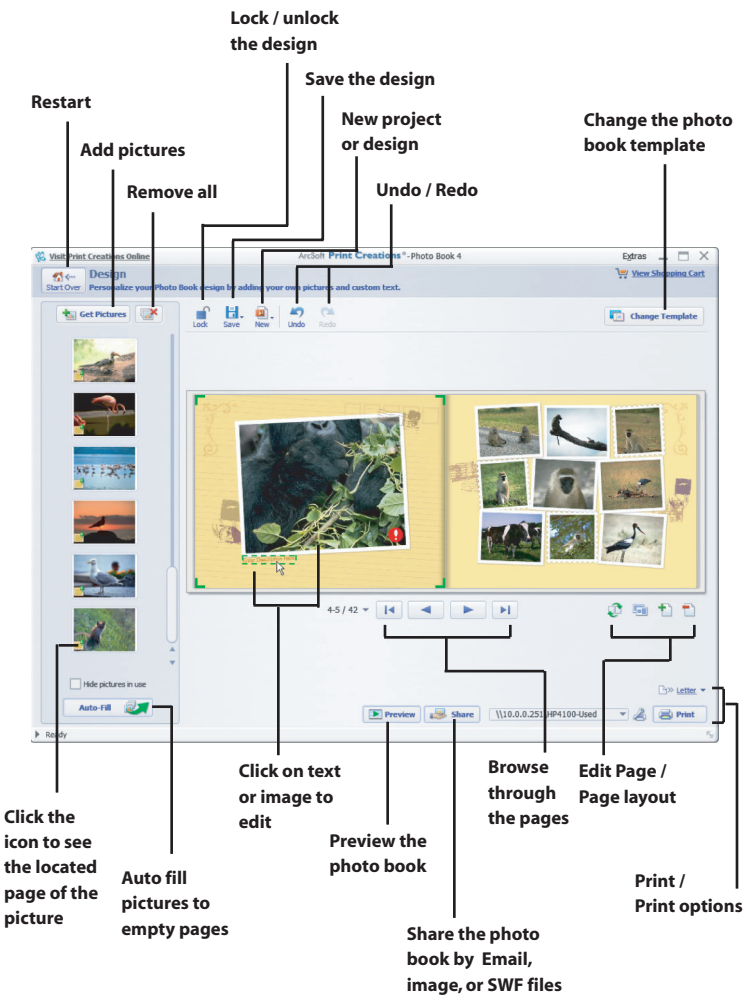 Lock / unlock
the design
Save the design
Restart
New project
or design
Change the photo
book template
Add pictures
Remove all
Undo / Redo
Visit Print Creations Online
ArcSoft Print Creations® -Photo Book 4
Extras
Start Over
Design
Personalize your Photo Book design by adding your own pictures and custom text.
View Shopping Cart
Get Pictures
Lock
Save
New
Undo
Redo
Change Template
4-5 / 42
Hide pictures in use
Auto-Fill
Letter
Preview
Share
\\10.0.0.251\HP4100-Used
Print
Ready
Click on text
or image to
edit
Browse
through
the pages
Edit Page /
Page layout
Click the
icon to see
the located
page of the
picture
Preview the
photo book
Auto fill
pictures to
empty pages
Print /
Print options
Share the photo
book by Email,
image, or SWF files